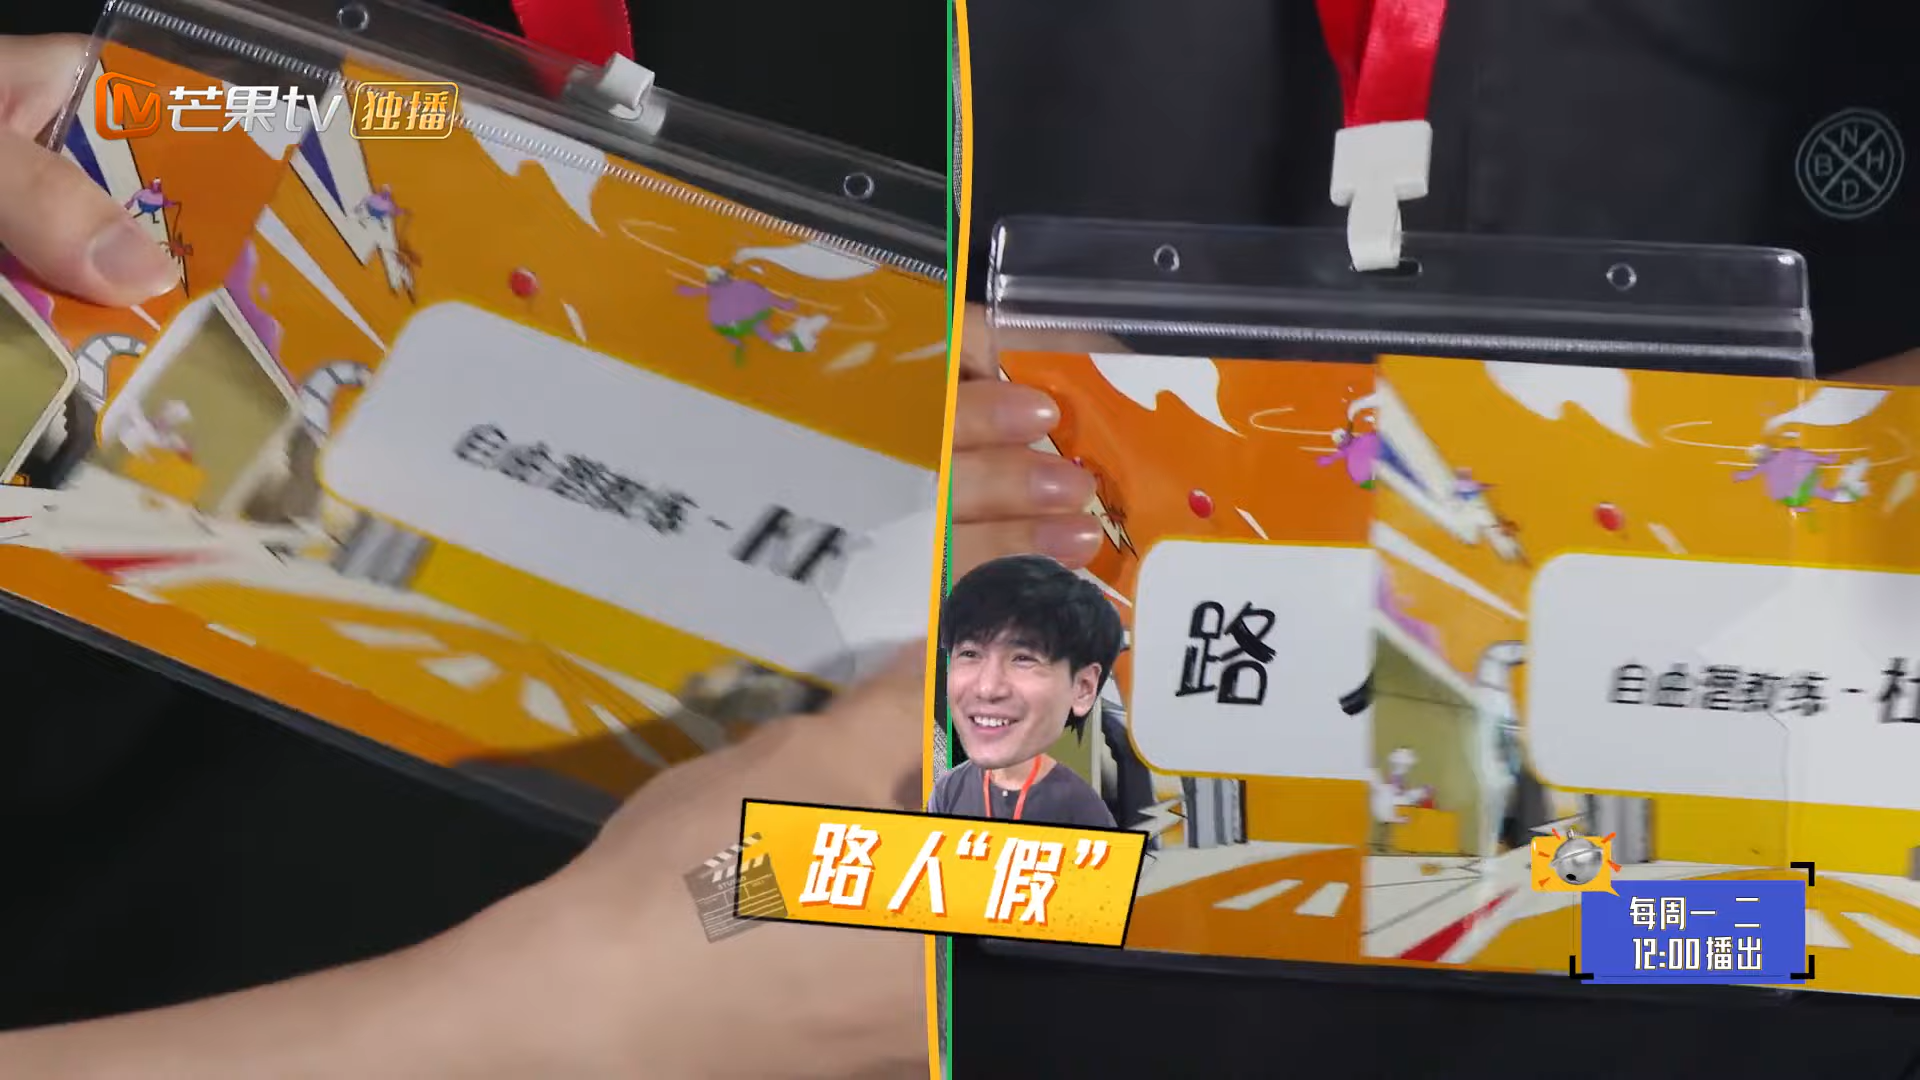 芒果tv 独播
自由潜教练-杜
N
B H
D
路人
自由潜教练-杜
路人“假”
每周一 二
12:00播出